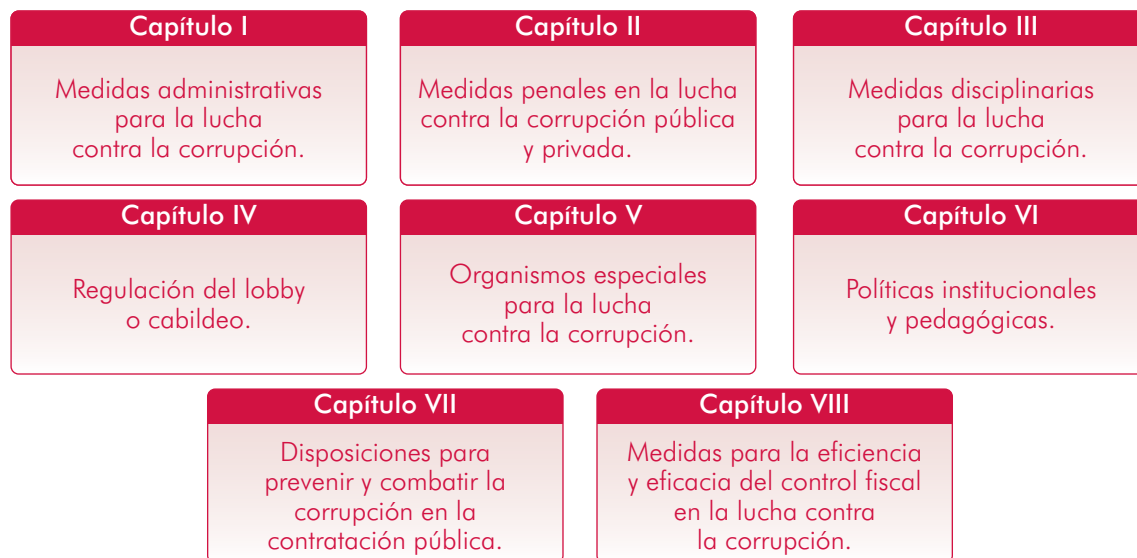 Capítulo I
Medidas administrativas
para la lucha
contra la corrupción.
Capítulo II
Medidas penales en la lucha
contra la corrupción pública
y privada.
Capítulo III
Medidas disciplinarias
para la lucha
contra la corrupción.
Capítulo IV
Regulación del lobby
o cabildeo.
Capítulo V
Organismos especiales
para la lucha
contra la corrupción.
Capítulo VI
Políticas institucionales
y pedagógicas.
Capítulo VII
Disposiciones para
prevenir y combatir la
corrupción en la
contratación pública.
Capítulo VIII
Medidas para la eficiencia
y eficacia del control fiscal
en la lucha contra
la corrupción.